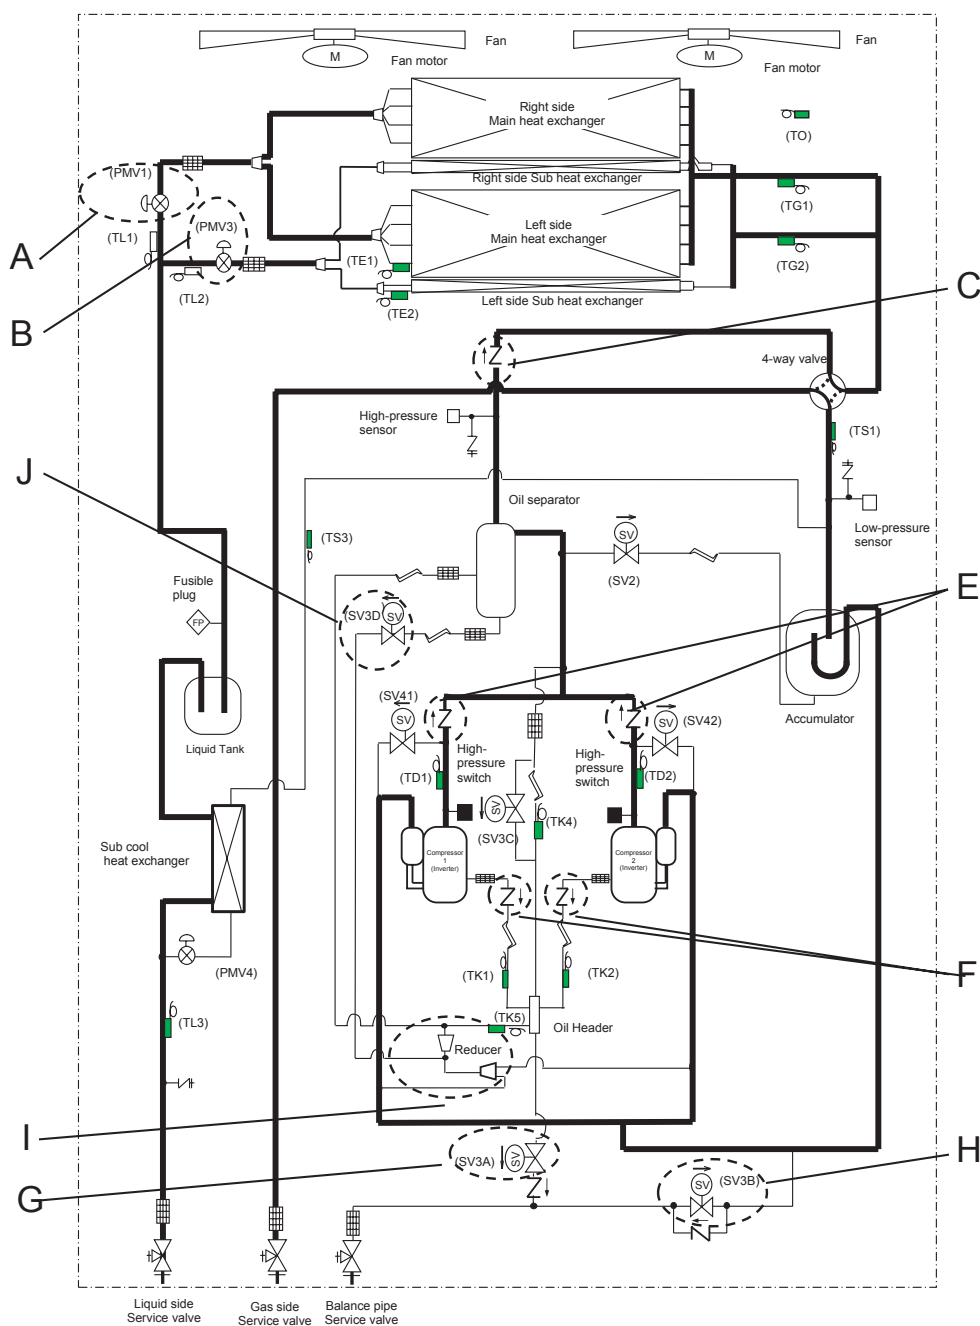 Fan
Fan
M
M
Fan motor
Fan motor
Right side
Main heat exchanger
(TO)
(PMV1)
Right side Sub heat exchanger
(TG1)
A
(TL1)
(PMV3)
Left side
Main heat exchanger
(TE1)
(TG2)
(TL2)
Left side Sub heat exchanger
C
(TE2)
B
4-way valve
High-pressure
sensor
(TS1)
J
Oil separator
Low-pressure
sensor
(TS3)
SV
(SV2)
Fusible
plug
FP
(SV3D)
SV
E
(SV41)
SV
SV
(SV42)
Liquid Tank
Accumulator
High-
pressure
switch
High-
pressure
switch
(TD1)
(TD2)
SV
(SV3C)
(TK4)
Sub cool
heat exchanger
Compressor
1
(Inverter)
Compressor
2
(Inverter)
(PMV4)
(TK1)
(TK2)
F
(TL3)
(TK5)
Oil Header
Reducer
I
(SV3A)
SV
H
G
SV
(SV3B)
Liquid side
Service valve
Gas side
Service valve
Balance pipe
Service valve